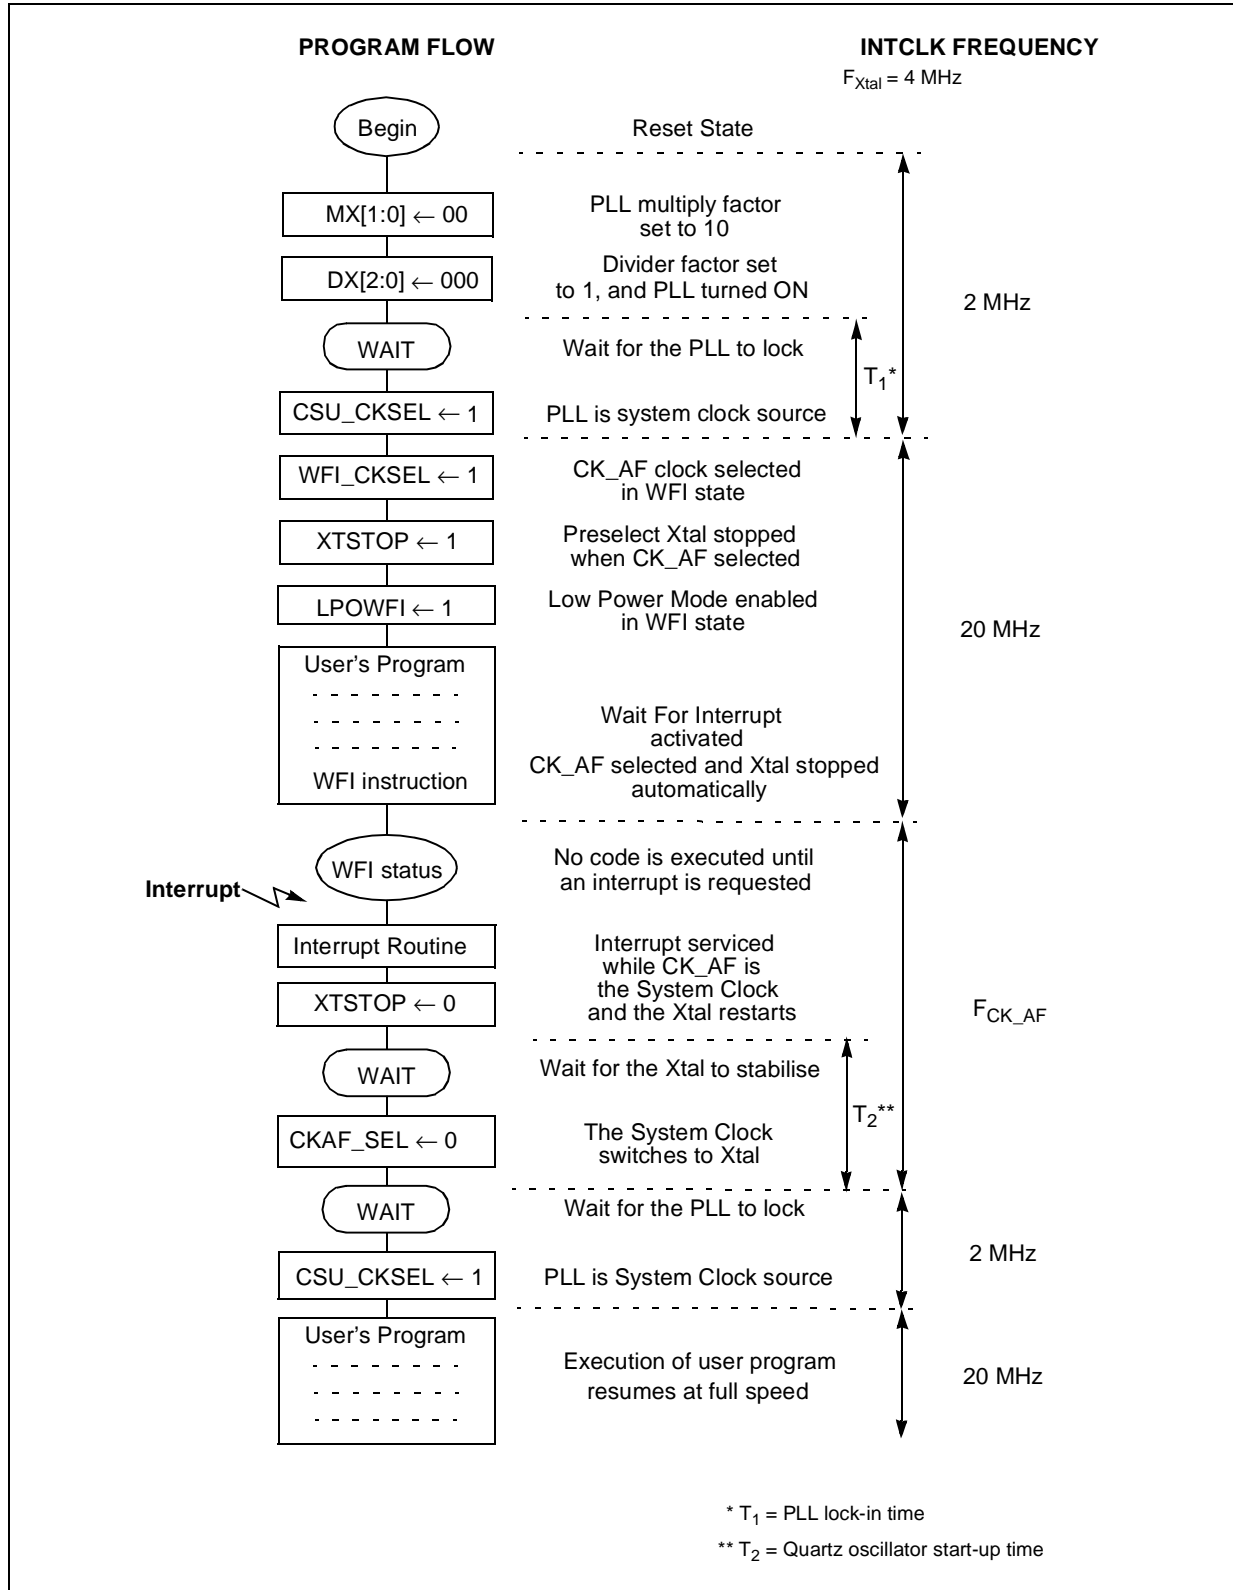 PROGRAM FLOW
INTCLK FREQUENCY
FXtal = 4 MHz
Begin
Reset State
MX[1:0] ← 00
PLL multiply factor
set to 10
DX[2:0] ← 000
Divider factor set
to 1, and PLL turned ON
2 MHz
WAIT
Wait for the PLL to lock
T1*
CSU_CKSEL ← 1
PLL is system clock source
WFI_CKSEL ← 1
CK_AF clock selected
in WFI state
XTSTOP ← 1
Preselect Xtal stopped
when CK_AF selected
LPOWFI ← 1
Low Power Mode enabled
in WFI state
20 MHz
User's Program
Wait For Interrupt
activated
CK_AF selected and Xtal stopped
automatically
WFI instruction
WFI status
No code is executed until
an interrupt is requested
Interrupt
Interrupt Routine
Interrupt serviced
while CK_AF is
the System Clock
and the Xtal restarts
XTSTOP ← 0
FCK_AF
WAIT
Wait for the Xtal to stabilise
T2**
CKAF_SEL ← 0
The System Clock
switches to Xtal
WAIT
Wait for the PLL to lock
2 MHz
CSU_CKSEL ← 1
PLL is System Clock source
User's Program
Execution of user program
resumes at full speed
20 MHz
* T1 = PLL lock-in time
** T2 = Quartz oscillator start-up time